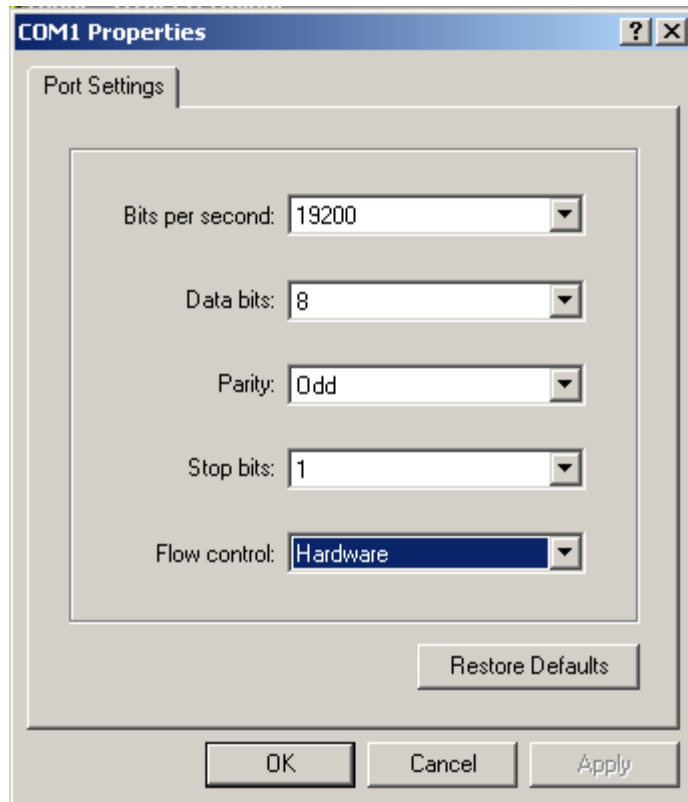 COM1 Properties
Port Settings
Bits per second: 19200
Data bits: 8
Parity: Odd
Stop bits: 1
Flow control: Hardware
Restore Defaults
OK Cancel Apply